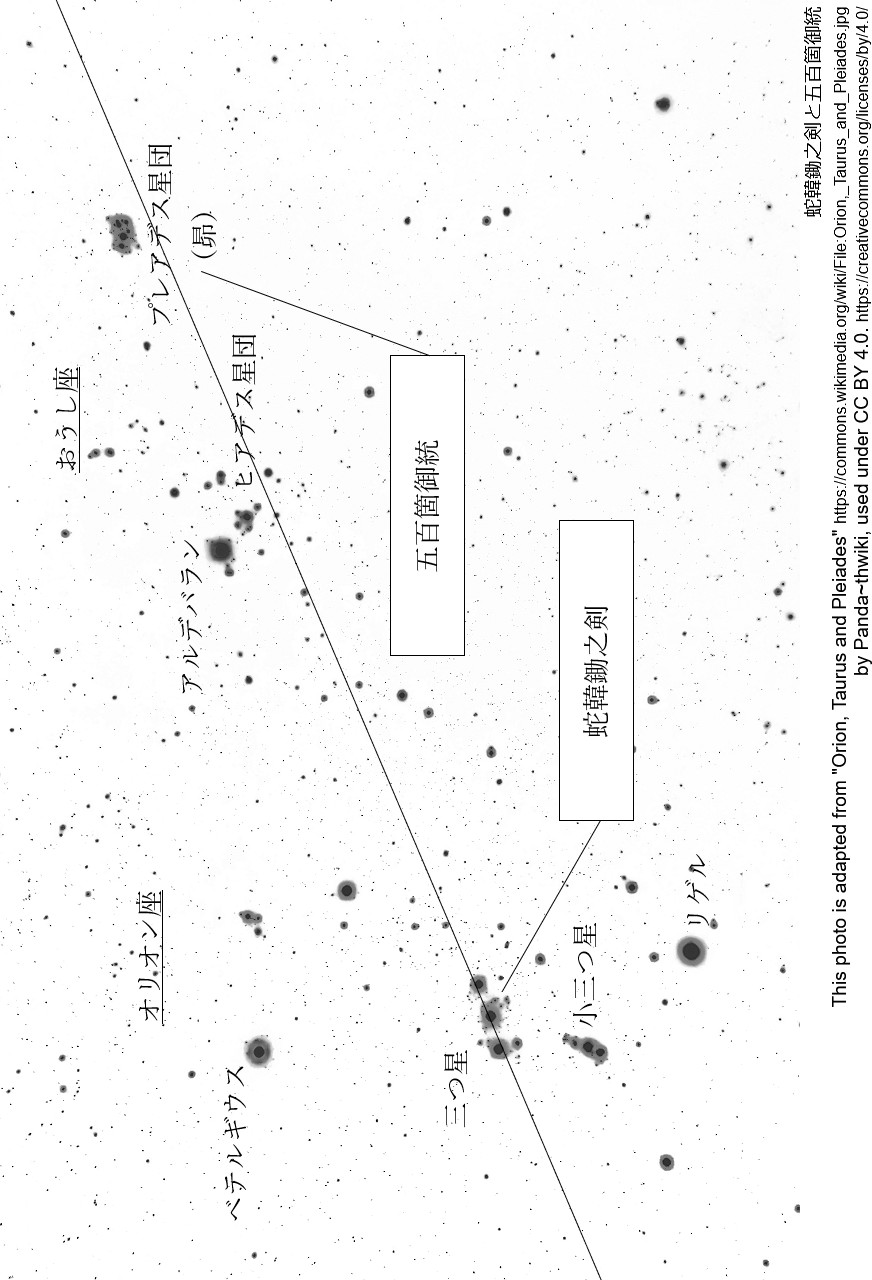 蛇韓鋤之剣と五百箇御統
プレアデス星団
(昴)
おうし座
ヒアデス星団
アルデバラン
五百箇御統
蛇韓鋤之剣
オリオン座
ベテルギウス
三つ星
小三つ星
リゲル
This photo is adapted from "Orion, Taurus and Pleiades" https://commons.wikimedia.org/wiki/File:Orion,_Taurus_and_Pleiades.jpg
by Panda~thwiki, used under CC BY 4.0. https://creativecommons.org/licenses/by/4.0/